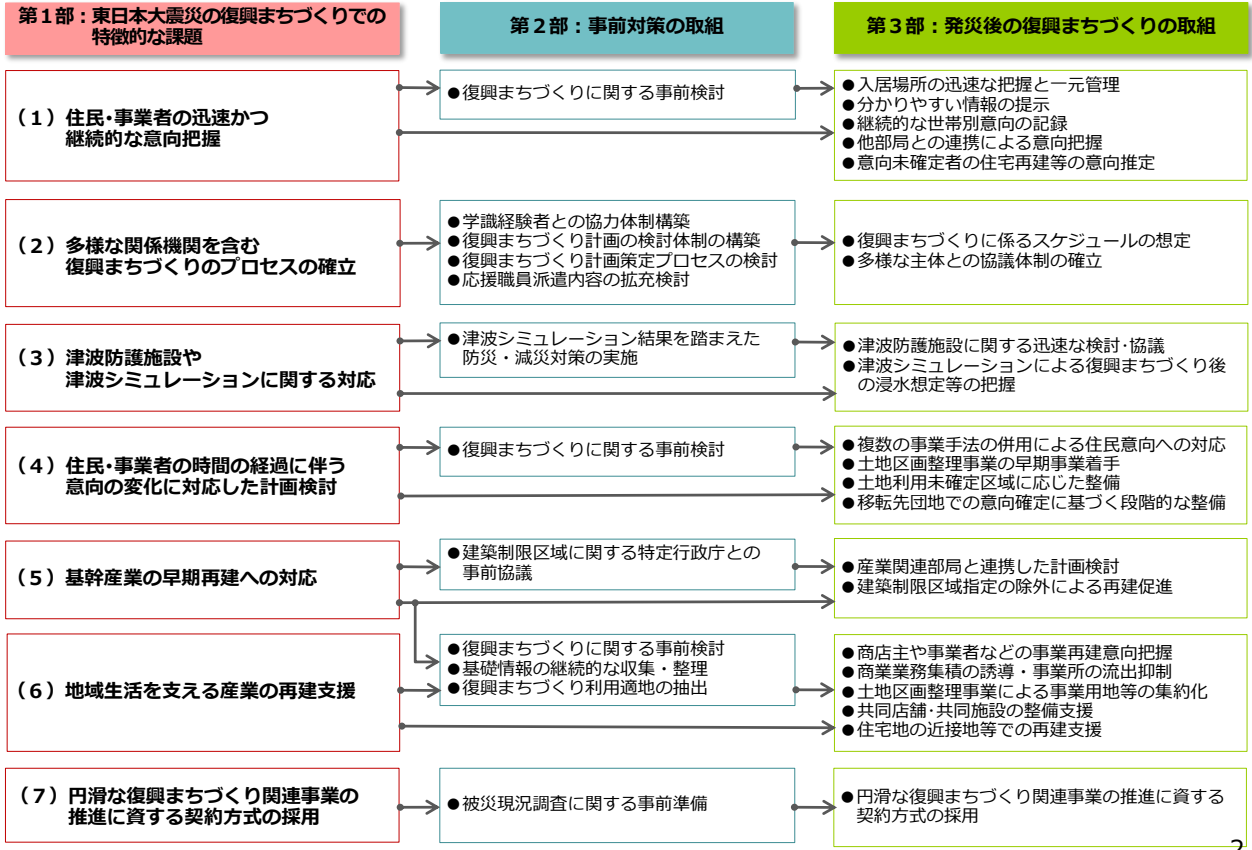 第１部：東日本大震災の復興まちづくりでの
特徴的な課題
第２部：事前対策の取組
第３部：発災後の復興まちづくりの取組
（１）住民･事業者の迅速かつ
継続的な意向把握
●復興まちづくりに関する事前検討
●入居場所の迅速な把握と一元管理
●分かりやすい情報の提示
●継続的な世帯別意向の記録
●他部局との連携による意向把握
●意向未確定者の住宅再建等の意向推定
（２）多様な関係機関を含む
復興まちづくりのプロセスの確立
●学識経験者との協力体制構築
●復興まちづくり計画の検討体制の構築
●復興まちづくり計画策定プロセスの検討
●応援職員派遣内容の拡充検討
●復興まちづくりに係るスケジュールの想定
●多様な主体との協議体制の確立
（３）津波防護施設や
津波シミュレーションに関する対応
●津波シミュレーション結果を踏まえた
防災・減災対策の実施
●津波防護施設に関する迅速な検討･協議
●津波シミュレーションによる復興まちづくり後
の浸水想定等の把握
（４）住民･事業者の時間の経過に伴う
意向の変化に対応した計画検討
●復興まちづくりに関する事前検討
●複数の事業手法の併用による住民意向への対応
●土地区画整理事業の早期事業着手
●土地利用未確定区域に応じた整備
●移転先団地での意向確定に基づく段階的な整備
（５）基幹産業の早期再建への対応
●建築制限区域に関する特定行政庁との
事前協議
●産業関連部局と連携した計画検討
●建築制限区域指定の除外による再建促進
（６）地域生活を支える産業の再建支援
●復興まちづくりに関する事前検討
●基礎情報の継続的な収集・整理
●復興まちづくり利用適地の抽出
●商店主や事業者などの事業再建意向把握
●商業業務集積の誘導・事業所の流出抑制
●土地区画整理事業による事業用地等の集約化
●共同店舗･共同施設の整備支援
●住宅地の近接地等での再建支援
（７）円滑な復興まちづくり関連事業の
推進に資する契約方式の採用
●被災現況調査に関する事前準備
●円滑な復興まちづくり関連事業の推進に資する
契約方式の採用
2